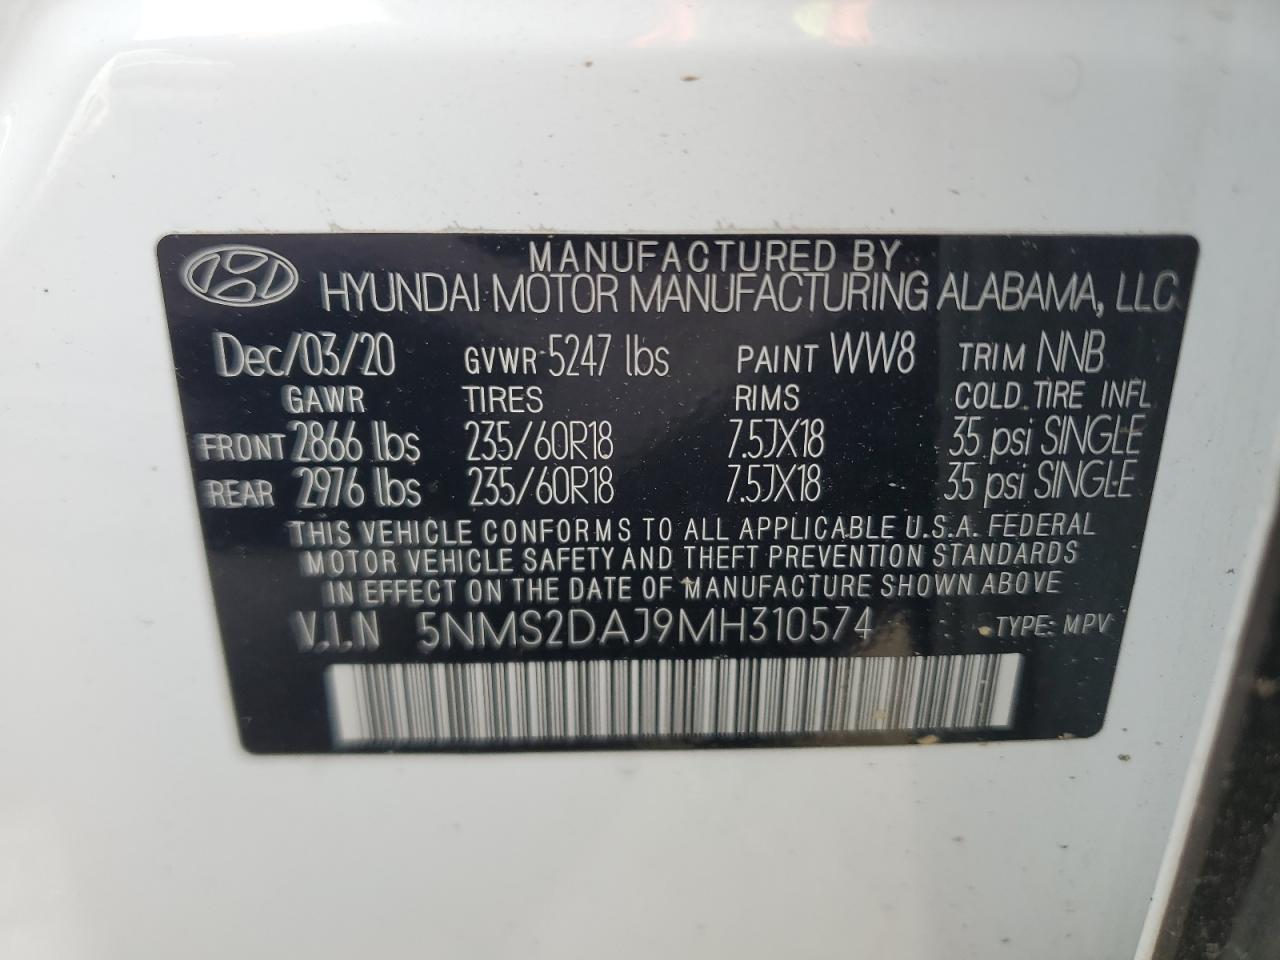 MANUFACTURED BY
HYUNDAI MOTOR MANUFACTURING ALABAMA, LLC
Dec/03/20 GVWR 5247 lbs PAINT WW8 TRIM NNB
GAWR TIRES RIMS COLD TIRE INFL
FRONT 2866 lbs 235/60R18 7.5JX18 35 psi SINGLE
REAR 2976 lbs 235/60R18 7.5JX18 35 psi SINGLE
THIS VEHICLE CONFORMS TO ALL APPLICABLE U.S.A. FEDERAL
MOTOR VEHICLE SAFETY AND THEFT PREVENTION STANDARDS
IN EFFECT ON THE DATE OF MANUFACTURE SHOWN ABOVE
V.I.N 5NMS2DAJ9MH310574 TYPE: MPV